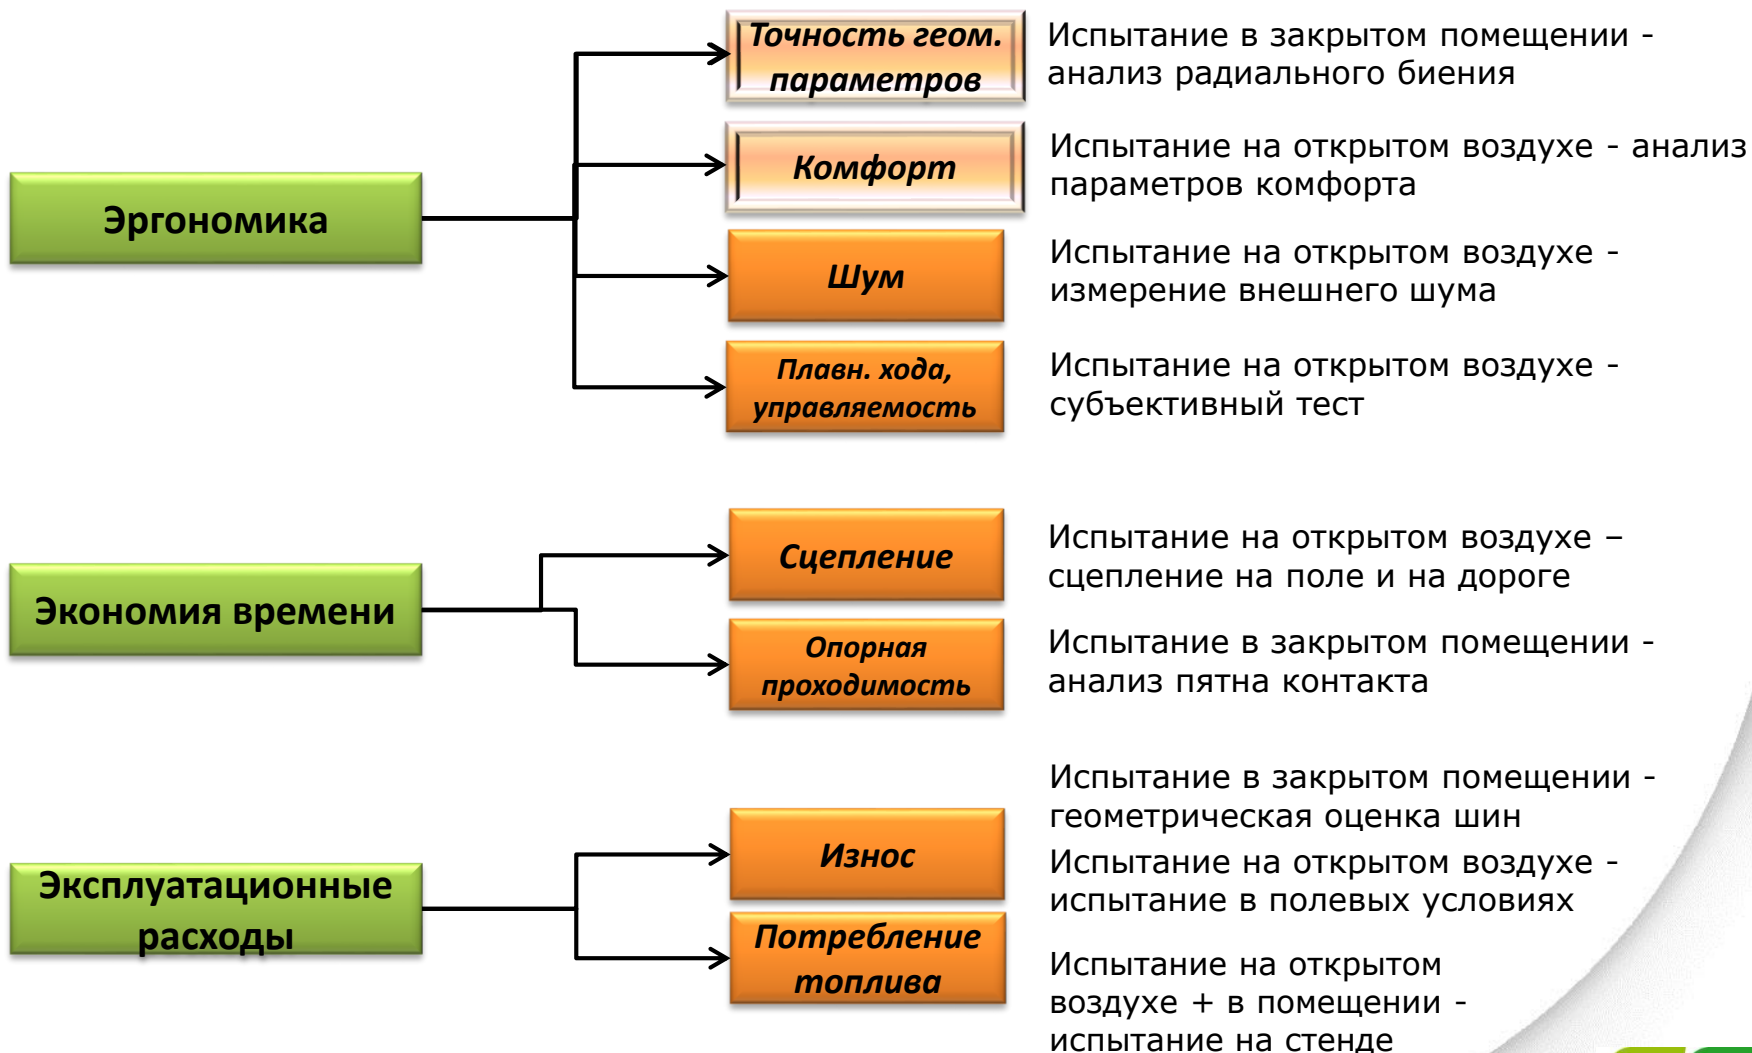 Эргономика
Точность геом.
параметров
Испытание в закрытом помещении -
анализ радиального биения
Комфорт
Испытание на открытом воздухе - анализ
параметров комфорта
Шум
Испытание на открытом воздухе -
измерение внешнего шума
Плавн. хода,
управляемость
Испытание на открытом воздухе -
субъективный тест
Экономия времени
Сцепление
Испытание на открытом воздухе –
сцепление на поле и на дороге
Опорная
проходимость
Испытание в закрытом помещении -
анализ пятна контакта
Эксплуатационные
расходы
Износ
Испытание в закрытом помещении -
геометрическая оценка шин
Испытание на открытом воздухе -
испытание в полевых условиях
Потребление
топлива
Испытание на открытом
воздухе + в помещении -
испытание на стенде